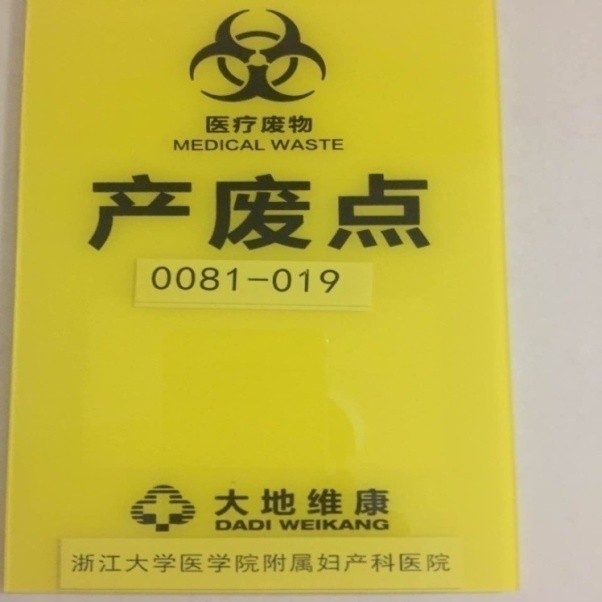 医疗废物
MEDICAL WASTE
产废点
0081-019
大地维康
DADI WEIKANG
浙江大学医学院附属妇产科医院